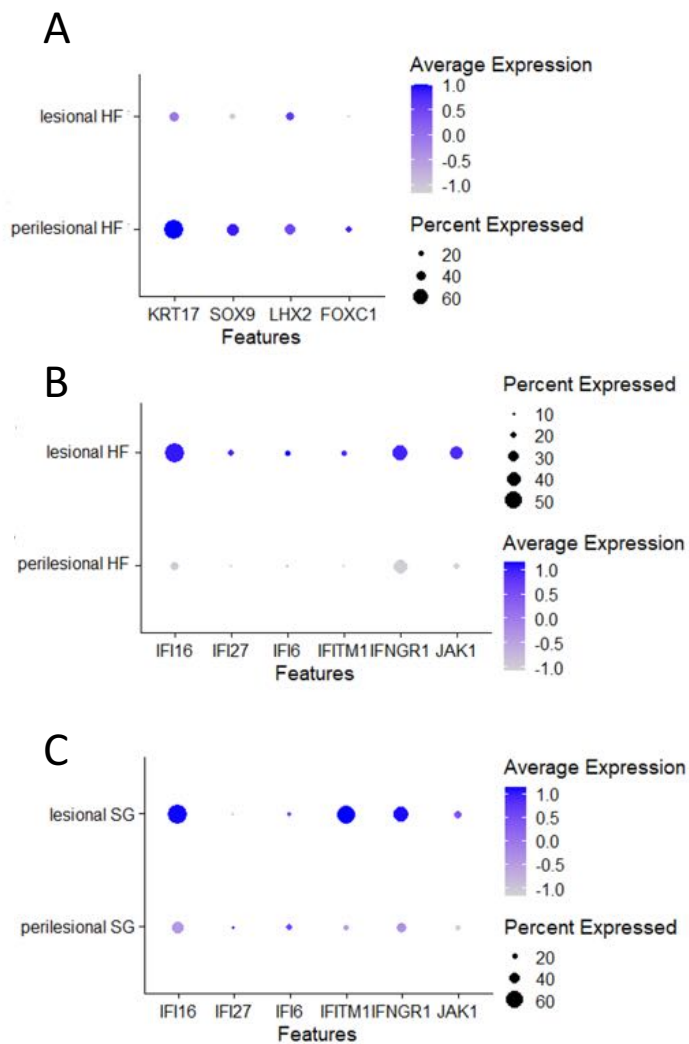 A
Average Expression
1.0
0.5
0.0
-0.5
-1.0
Percent Expressed
20
40
60
lesional HF
perilesional HF
KRT17 SOX9 LHX2 FOXC1
Features
B
Percent Expressed
10
20
30
40
50
Average Expression
1.0
0.5
0.0
-0.5
-1.0
lesional HF
perilesional HF
IFI16 IFI27 IFI6 IFITM1 IFNGR1 JAK1
Features
C
Average Expression
1.0
0.5
0.0
-0.5
-1.0
Percent Expressed
20
40
60
lesional SG
perilesional SG
IFI16 IFI27 IFI6 IFITM1 IFNGR1 JAK1
Features